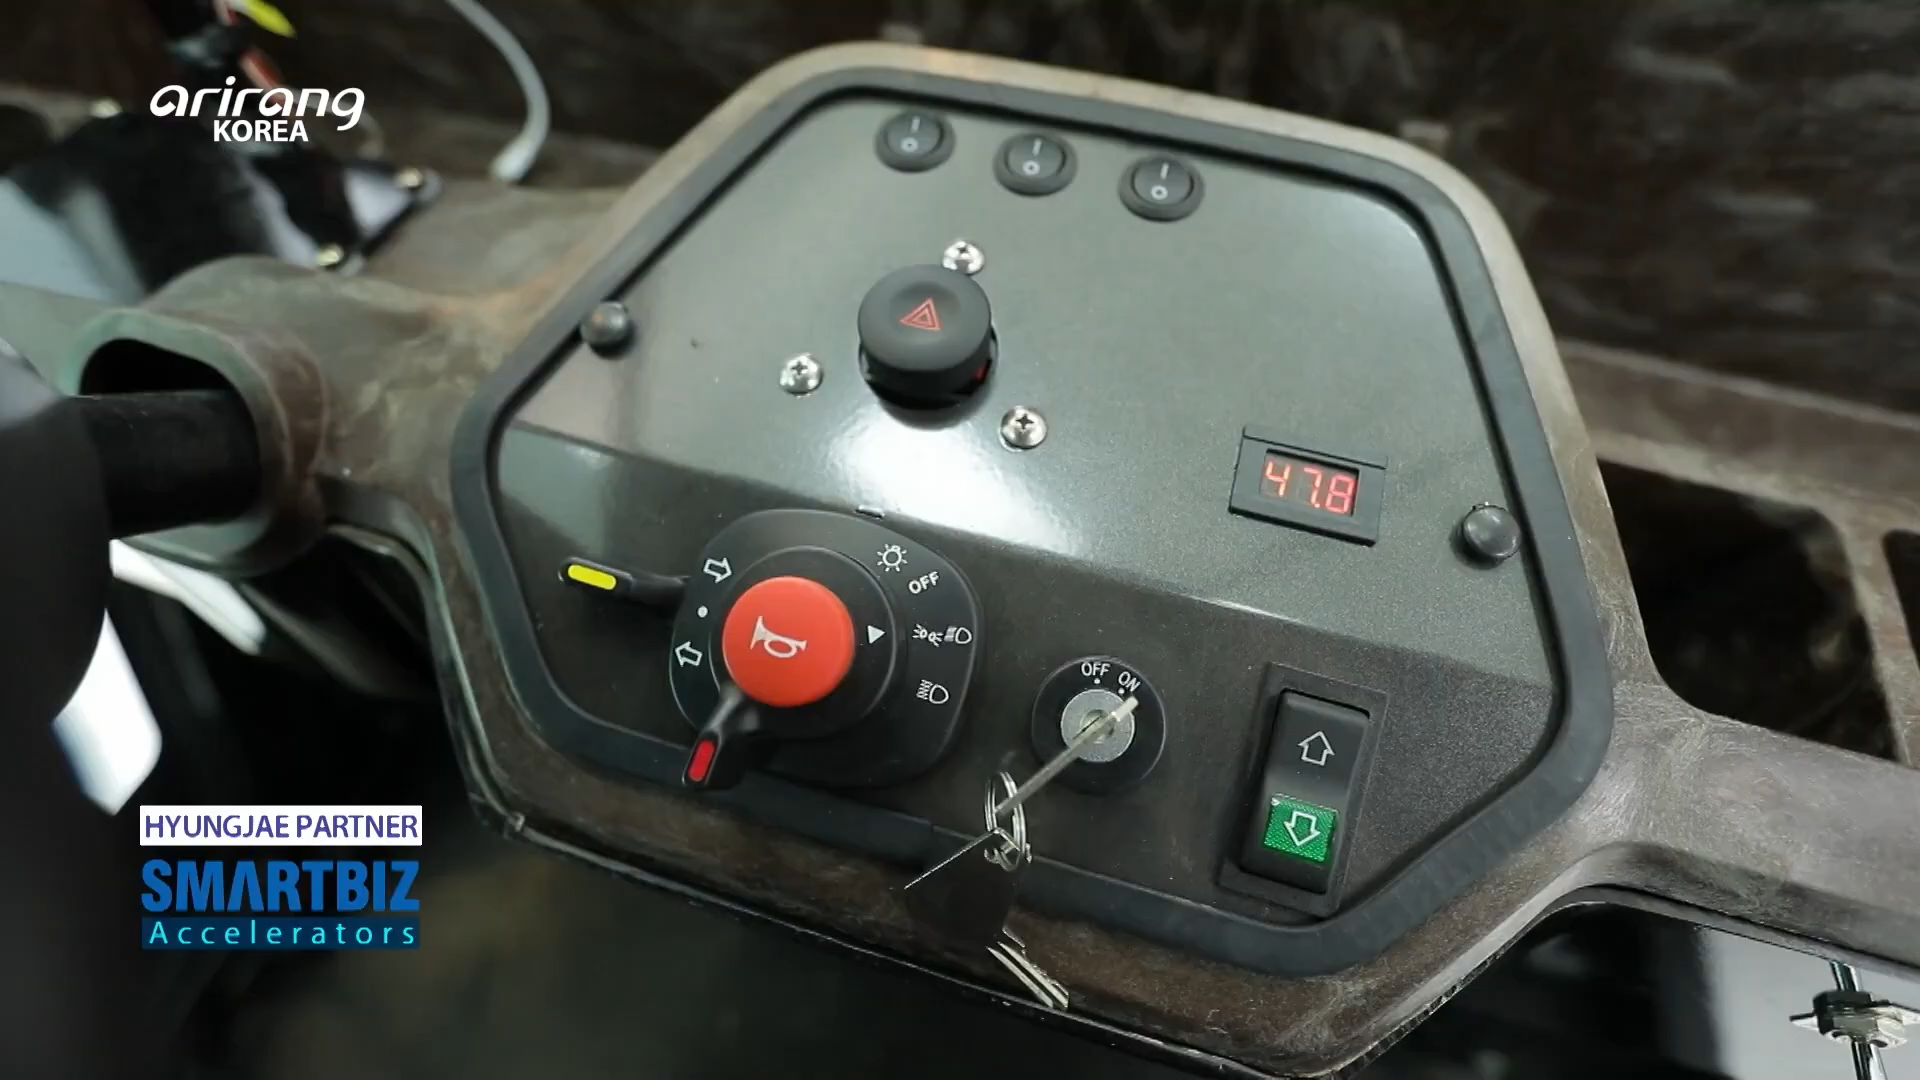 arirang
KOREA
47.8
OFF
OFF ON
HYUNGJAE PARTNER
SMARTBIZ
Accelerators